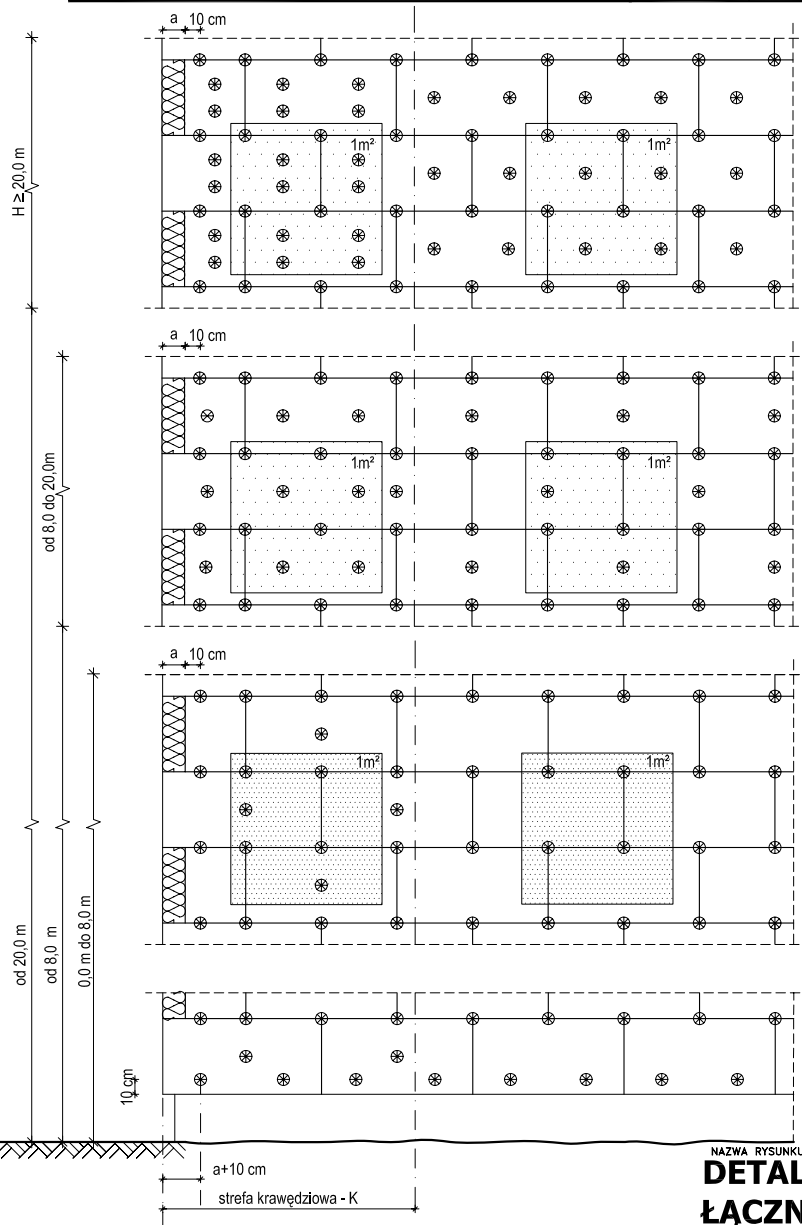 a 10 cm
1m² 1m²
H ≥ 20,0 m
a 10 cm
1m² 1m²
od 8,0 do 20,0m
a 10 cm
1m² 1m²
od 20,0 m
od 8,0 m
0,0 m do 8,0 m
10 cm
a+10 cm
strefa krawędziowa - K
NAZWA RYSUNKU
DETAL
ŁĄCZN